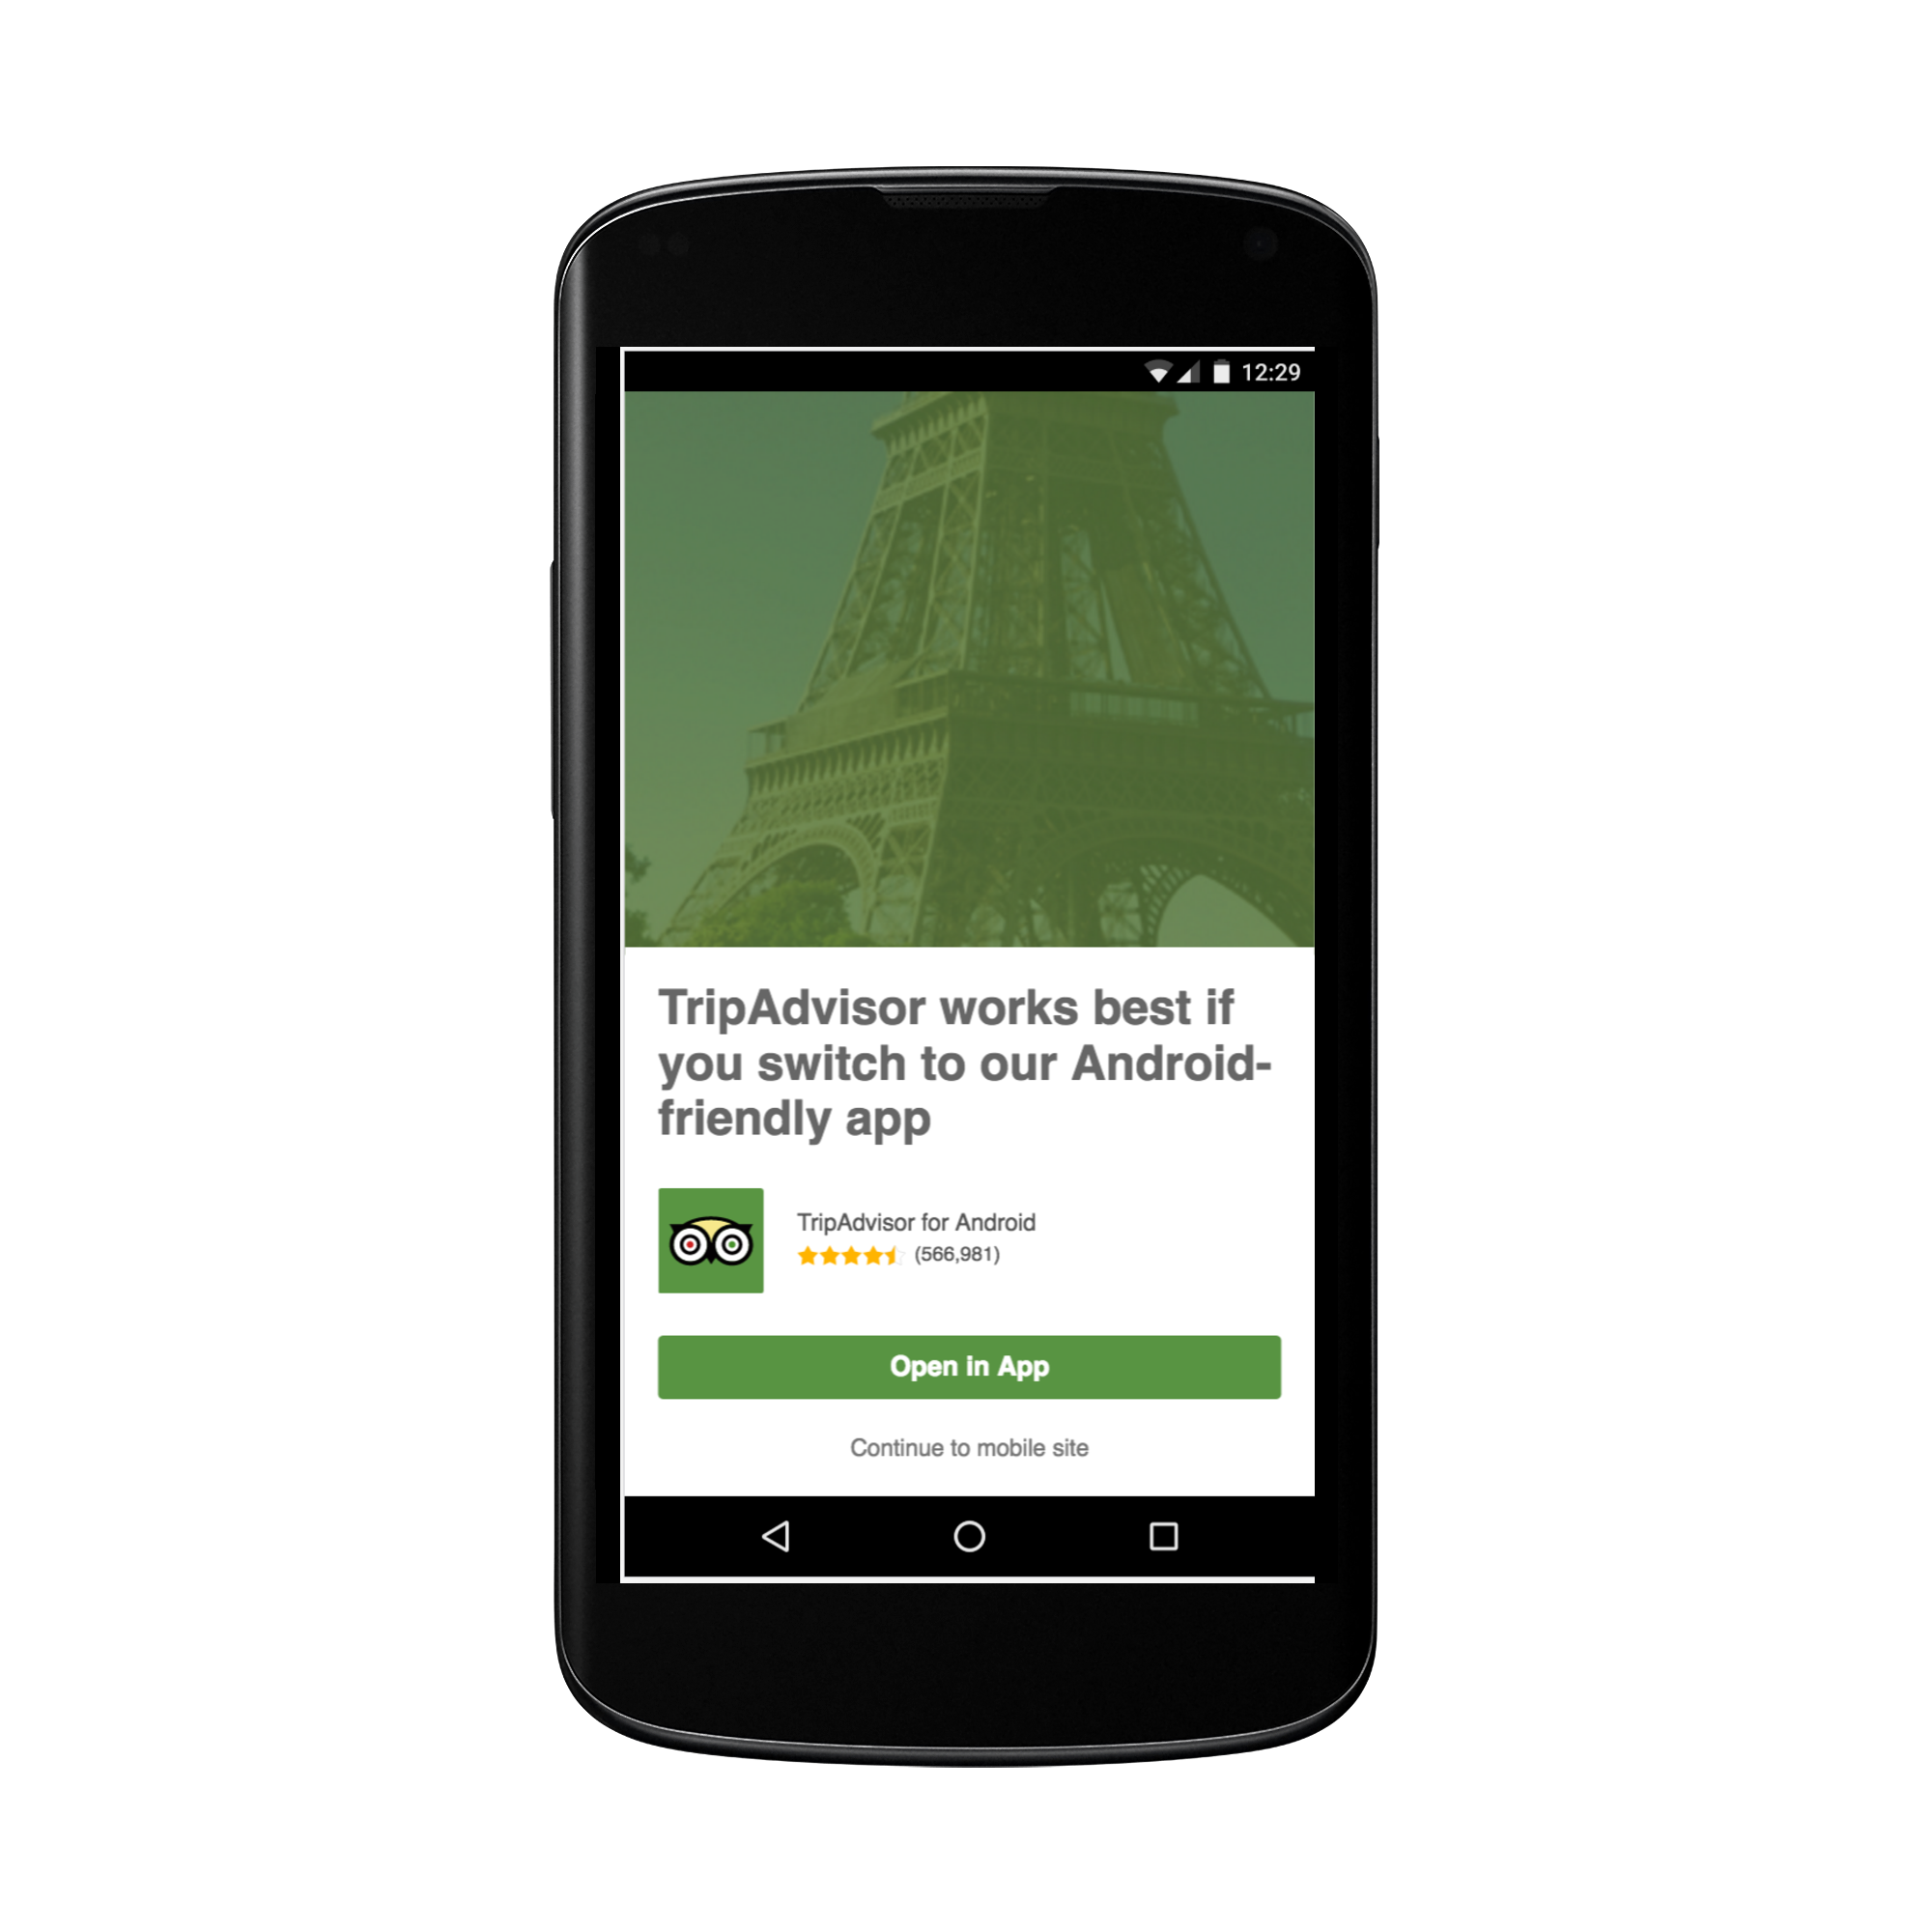 12:29
TripAdvisor works best if
you switch to our Android-
friendly app
TripAdvisor for Android
(566,981)
Open in App
Continue to mobile site